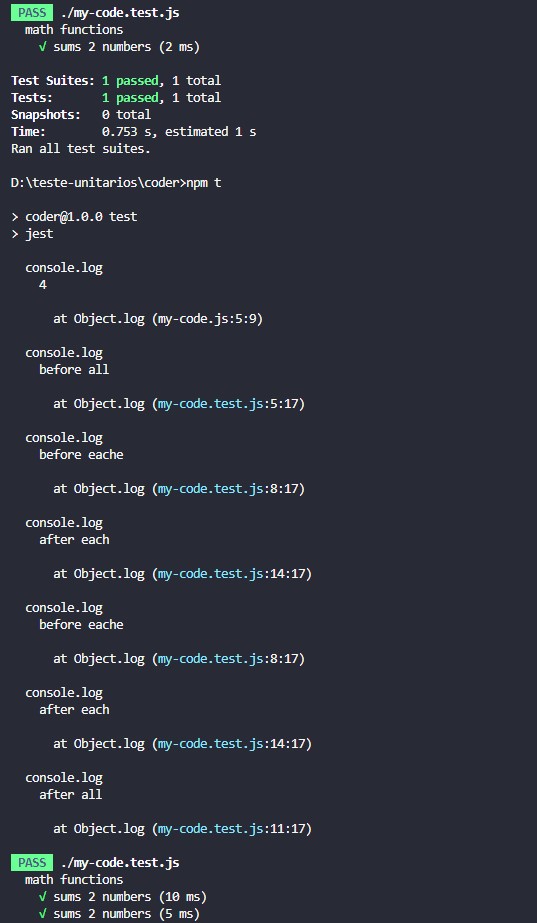 PASS ./my-code.test.js
math functions
√ sums 2 numbers (2 ms)
Test Suites: 1 passed, 1 total
Tests: 1 passed, 1 total
Snapshots: 0 total
Time: 0.753 s, estimated 1 s
Ran all test suites.
D:\teste-unitarios\coder>npm t
> coder@1.0.0 test
> jest
console.log
4
at Object.log (my-code.js:5:9)
console.log
before all
at Object.log (my-code.test.js:5:17)
console.log
before eache
at Object.log (my-code.test.js:8:17)
console.log
after each
at Object.log (my-code.test.js:14:17)
console.log
before eache
at Object.log (my-code.test.js:8:17)
console.log
after each
at Object.log (my-code.test.js:14:17)
console.log
after all
at Object.log (my-code.test.js:11:17)
PASS ./my-code.test.js
math functions
√ sums 2 numbers (10 ms)
√ sums 2 numbers (5 ms)